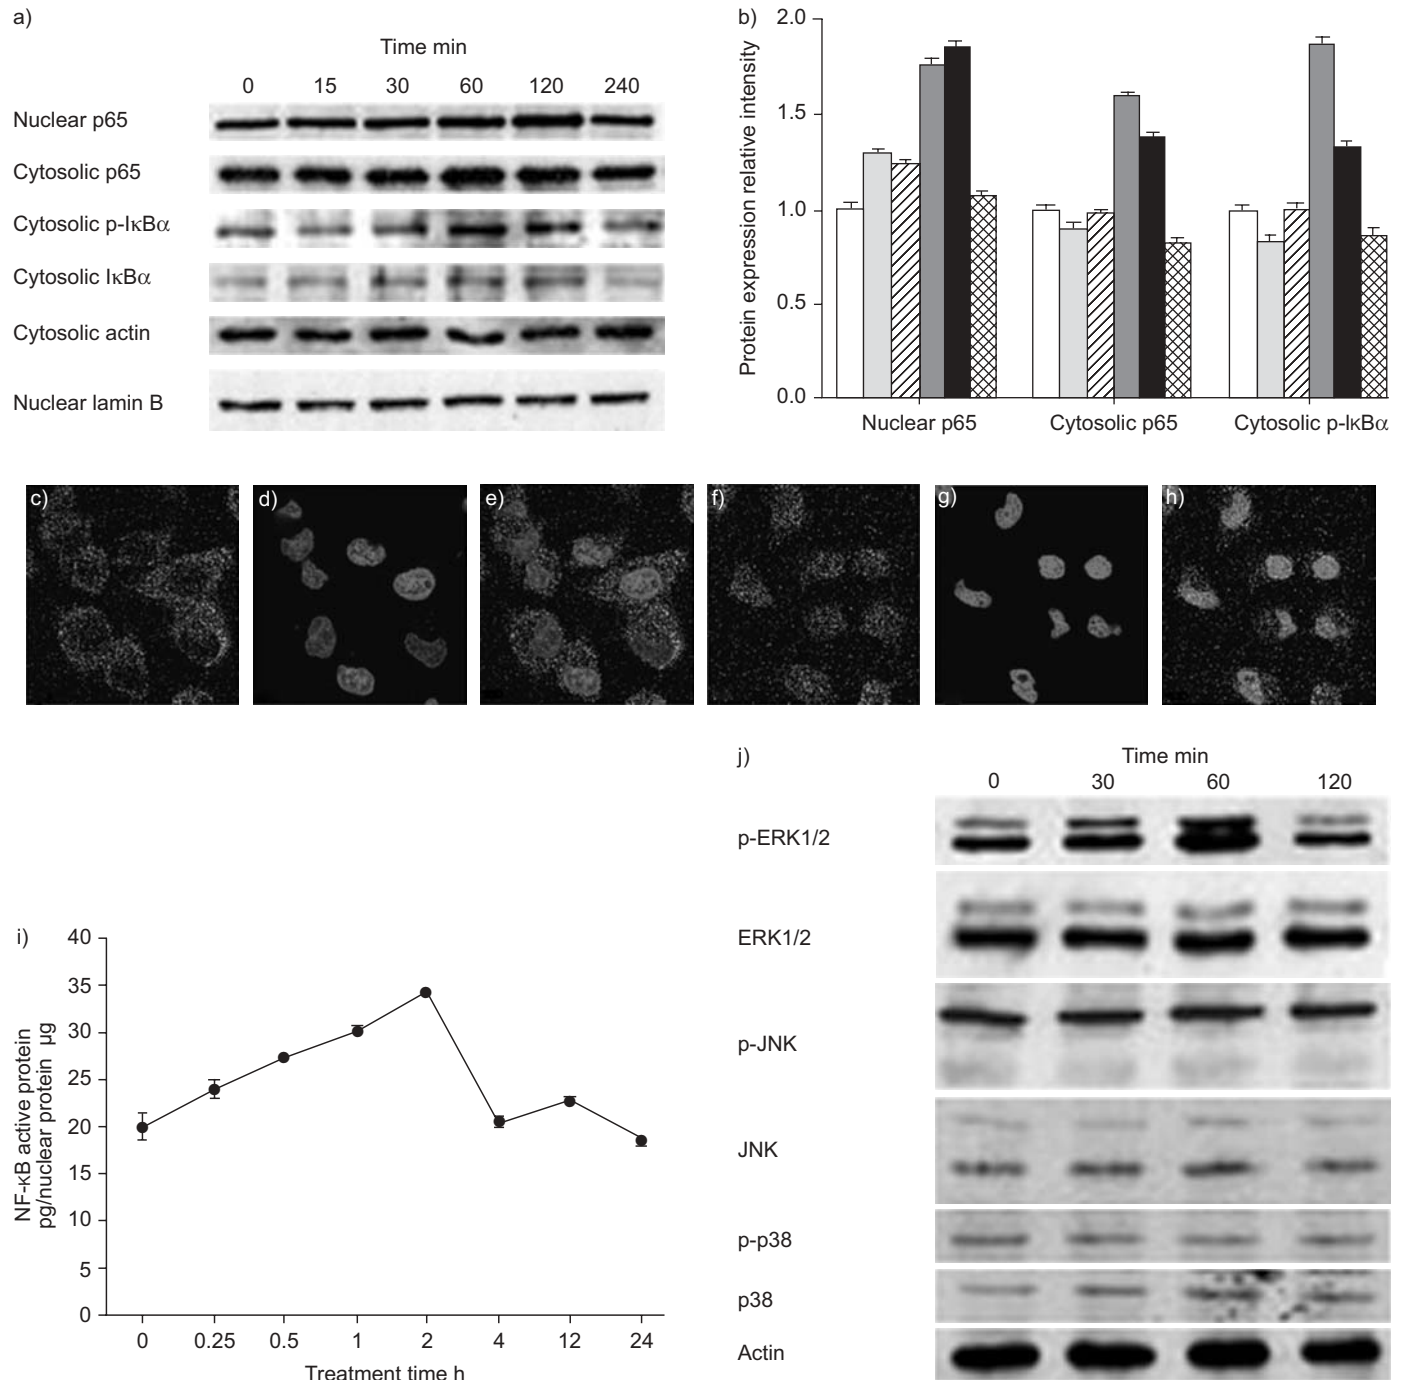 a)
Time min
0 15 30 60 120 240
Nuclear p65
Cytosolic p65
Cytosolic p-IκBα
Cytosolic IκBα
Cytosolic actin
Nuclear lamin B
b)
Protein expression relative intensity
2.0
1.5
1.0
0.5
0.0
Nuclear p65 Cytosolic p65 Cytosolic p-IκBα
c) d) e) f) g) h)
i)
NF-κB active protein
pg/nuclear protein µg
40
35
30
25
20
15
10
5
0
0 0.25 0.5 1 2 4 12 24
Treatment time h
j)
Time min
0 30 60 120
p-ERK1/2
ERK1/2
p-JNK
JNK
p-p38
p38
Actin